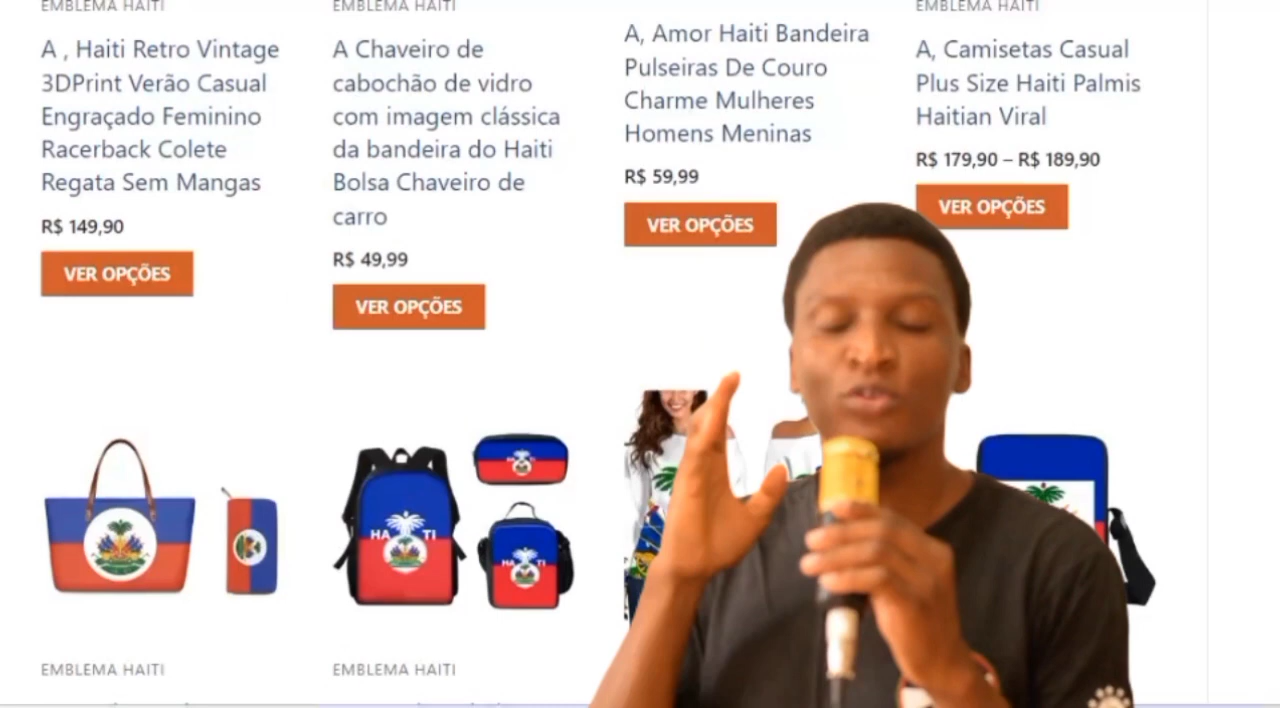 EMBLEMA HAITI
A , Haiti Retro Vintage
3DPrint Verão Casual
Engraçado Feminino
Racerback Colete
Regata Sem Mangas
R$ 149,90
VER OPÇÕES
EMBLEMA HAITI
A Chaveiro de
cabochão de vidro
com imagem clássica
da bandeira do Haiti
Bolsa Chaveiro de
carro
R$ 49,99
VER OPÇÕES
A, Amor Haiti Bandeira
Pulseiras De Couro
Charme Mulheres
Homens Meninas
R$ 59,99
VER OPÇÕES
EMBLEMA HAITI
A, Camisetas Casual
Plus Size Haiti Palmis
Haitian Viral
R$ 179,90 – R$ 189,90
VER OPÇÕES
HA TI
HA TI
EMBLEMA HAITI
EMBLEMA HAITI